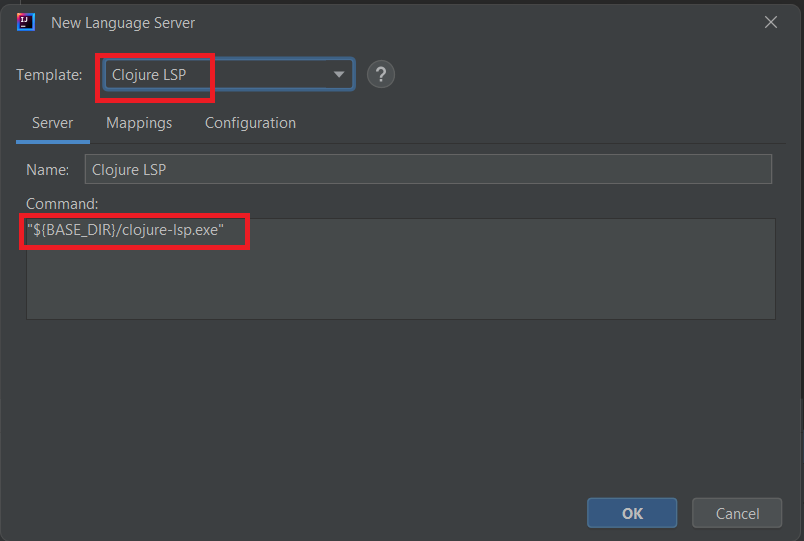 New Language Server
Template:
Clojure LSP
?
Server Mappings Configuration
Name:
Clojure LSP
Command:
"${BASE_DIR}/clojure-lsp.exe"
OK Cancel